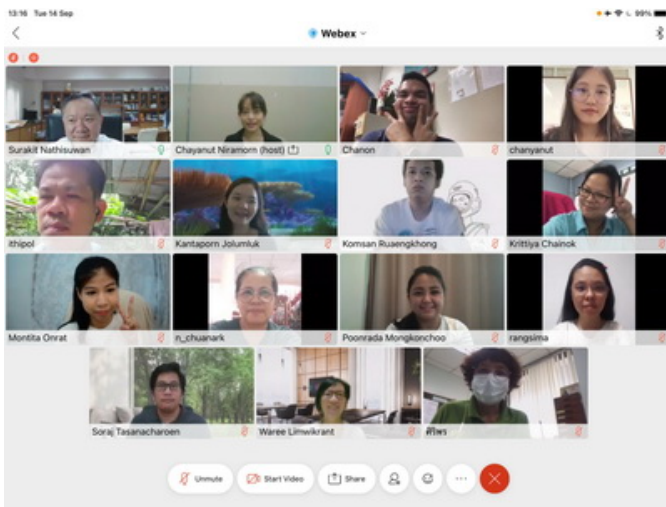 13:16 Tue 14 Sep
99%
Webex
Surakit Nathisuwan
Chayanut Niramorn (host)
Chanon
chanyanut
ithipol
Kantaporn Jolumluk
Komsan Ruaengkhong
Krittiya Chainok
Montita Onrat
n_chuanark
Poonrada Mongkonchoo
rangsima
Soraj Tasanacharoen
Waree Limwikrant
ศิไพร
Unmute
Start Video
Share